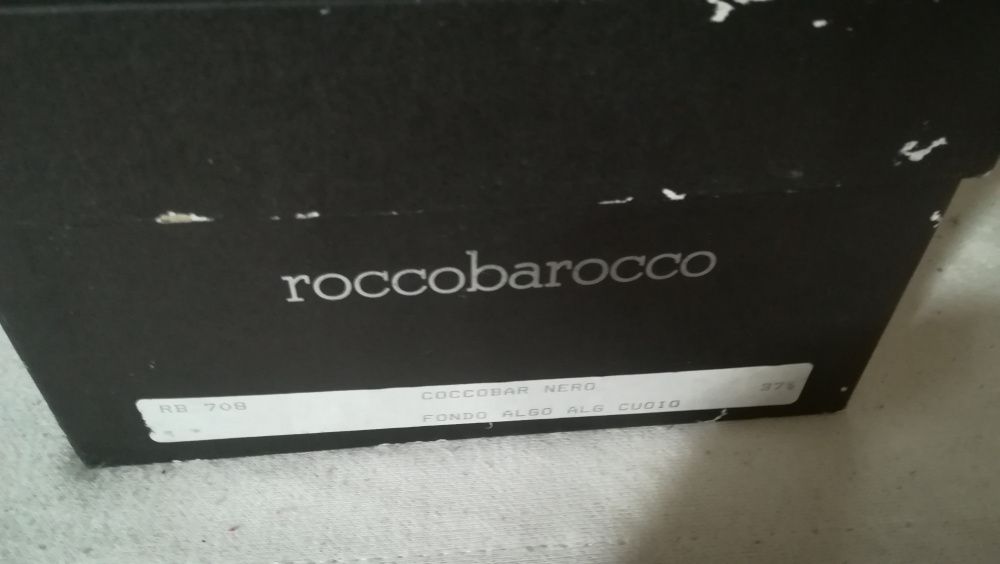 roccobarocco
RB 708 COCCOBAR NERO 37½
FONDO ALGO ALG CUOIO